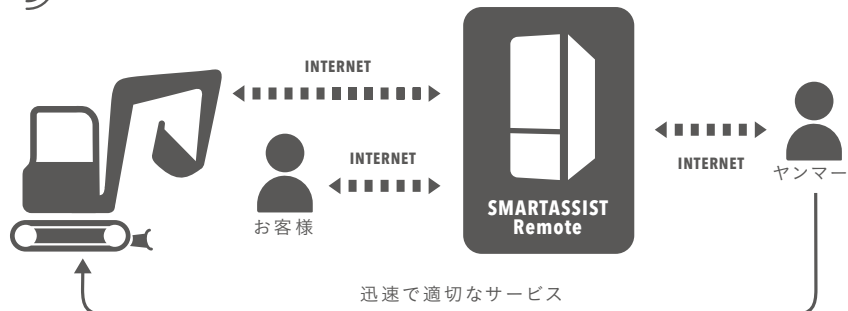 INTERNET
INTERNET
お客様
SMARTASSIST
Remote
INTERNET
ヤンマー
迅速で適切なサービス